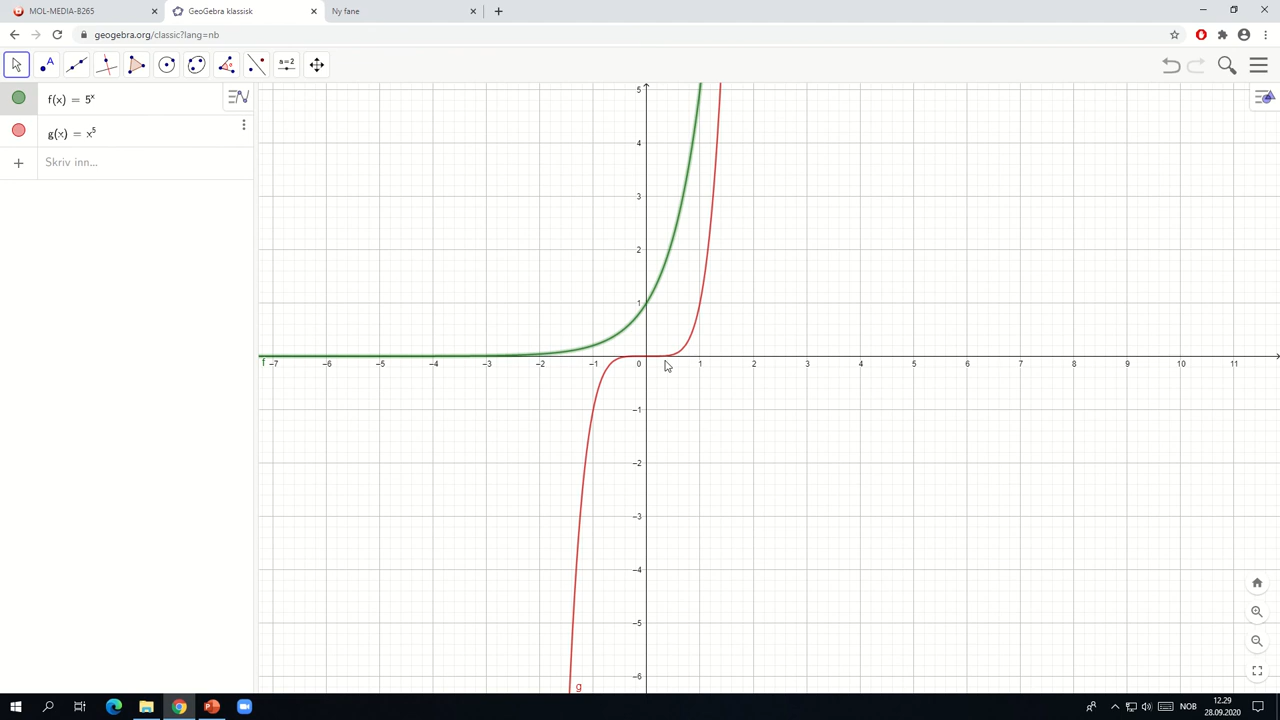 MOL-MEDIA-B265
GeoGebra klassisk
Ny fane
geogebra.org/classic?lang=nb
a=2
f(x) = 5ˣ
g(x) = x⁵
Skriv inn...
5
4
3
2
1
0
−1
−2
−3
−4
−5
−6
−7 −6 −5 −4 −3 −2 −1 1 2 3 4 5 6 7 8 9 10 11
f
g
NOB
12.29
28.09.2020